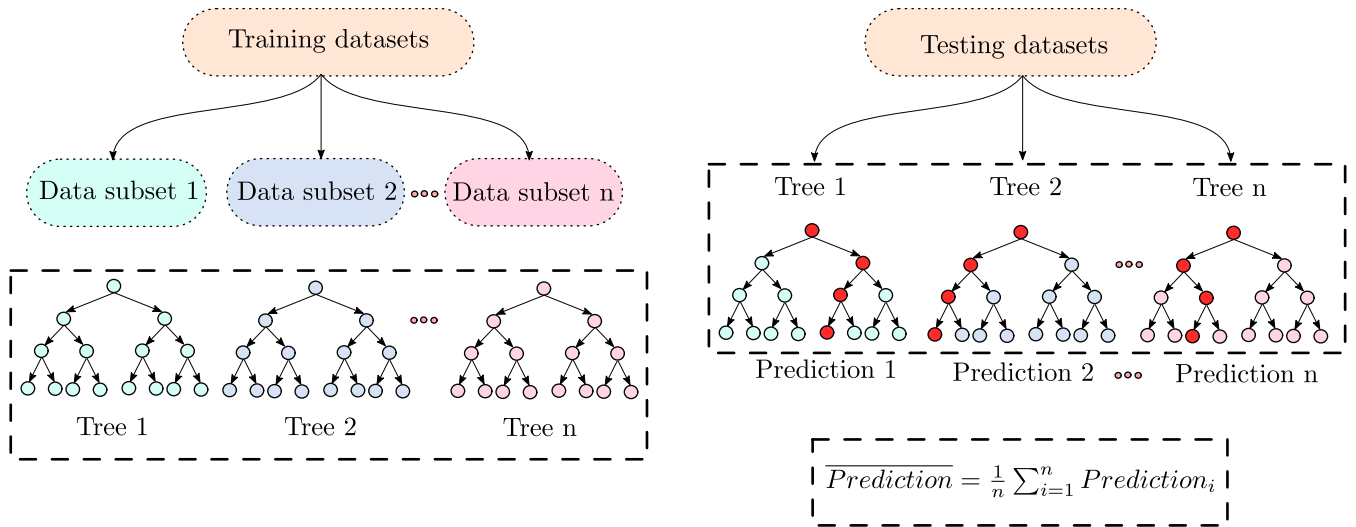 Training datasets
Data subset 1
Data subset 2
Data subset n
Tree 1
Tree 2
Tree n
Testing datasets
Tree 1
Tree 2
Tree n
Prediction 1
Prediction 2
Prediction n
$\overline{Prediction} = \frac{1}{n} \sum_{i=1}^{n} Prediction_i$